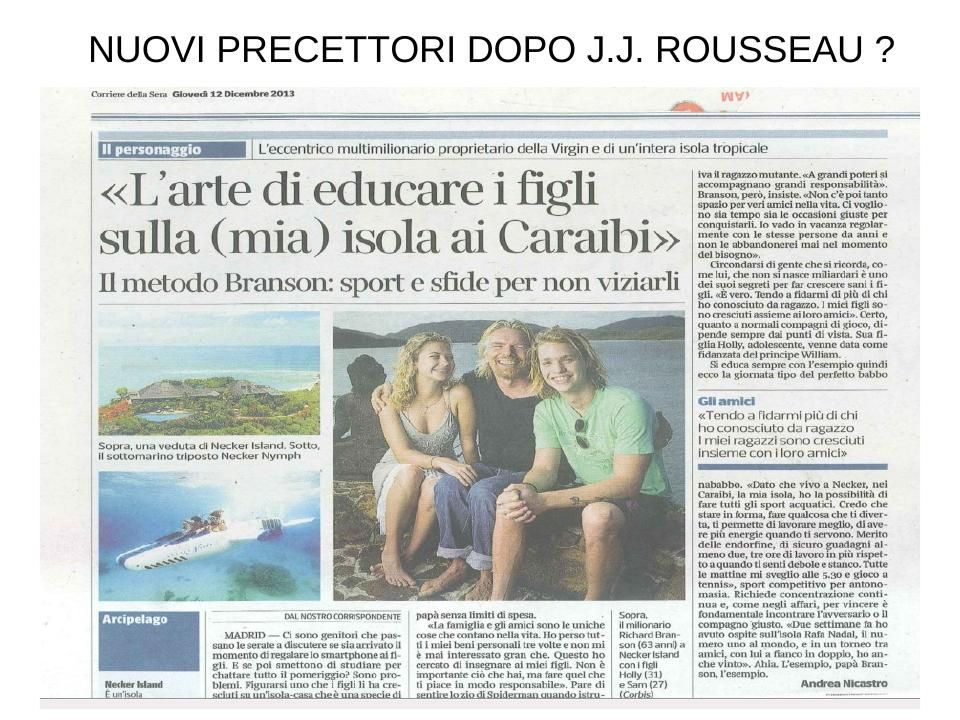 NUOVI PRECETTORI DOPO J.J. ROUSSEAU ?
Corriere della Sera Giovedì 12 Dicembre 2013
Il personaggio
L'eccentrico multimilionario proprietario della Virgin e di un'intera isola tropicale
«L'arte di educare i figli
sulla (mia) isola ai Caraibi»
Il metodo Branson: sport e sfide per non viziarli
Sopra, una veduta di Necker Island. Sotto,
il sottomarino triposto Necker Nymph
Arcipelago
Necker Island
È un'isola
DAL NOSTRO CORRISPONDENTE
MADRID — Ci sono genitori che pas-
sano le serate a discutere se sia arrivato il
momento di regalare lo smartphone ai fi-
gli. E se poi smettono di studiare per
chattare tutto il pomeriggio? Sono pro-
blemi. Figurarsi uno che i figli li ha cre-
sciuti su un'isola-casa che è una specie di
papà senza limiti di spesa.
«La famiglia e gli amici sono le uniche
cose che contano nella vita. Ho perso tut-
ti i miei beni personali tre volte e non mi
è mai interessato gran che. Questo ho
cercato di insegnare ai miei figli. Non è
importante ciò che hai, ma fare quel che
ti piace in modo responsabile». Pare di
sentire lo zio di Spiderman quando istru-
Sopra,
il milionario
Richard Bran-
son (63 anni) a
Necker Island
con i figli
Holly (31)
e Sam (27)
(Corbis)
iva il ragazzo mutante. «A grandi poteri si
accompagnano grandi responsabilità».
Branson, però, insiste. «Non c'è poi tanto
spazio per veri amici nella vita. Ci voglio-
no sia tempo sia le occasioni giuste per
conquistarli. Io vado in vacanza regolar-
mente con le stesse persone da anni e
non le abbandonerei mai nel momento
del bisogno».
Circondarsi di gente che si ricorda, co-
me lui, che non si nasce miliardari è uno
dei suoi segreti per far crescere sani i fi-
gli. «È vero. Tendo a fidarmi di più di chi
ho conosciuto da ragazzo. I miei figli so-
no cresciuti assieme ai loro amici». Certo,
quanto a normali compagni di gioco, di-
pende sempre dai punti di vista. Sua fi-
glia Holly, adolescente, venne data come
fidanzata del principe William.
Si educa sempre con l'esempio quindi
ecco la giornata tipo del perfetto babbo
Gli amici
«Tendo a fidarmi più di chi
ho conosciuto da ragazzo
I miei ragazzi sono cresciuti
insieme con i loro amici»
nababbo. «Dato che vivo a Necker, nei
Caraibi, la mia isola, ho la possibilità di
fare tutti gli sport acquatici. Credo che
stare in forma, fare qualcosa che ti diver-
ta, ti permette di lavorare meglio, di ave-
re più energie quando ti servono. Merito
delle endorfine, di sicuro guadagni al-
meno due, tre ore di lavoro in più rispet-
to a quando ti senti debole e stanco. Tutte
le mattine mi sveglio alle 5.30 e gioco a
tennis», sport competitivo per antono-
masia. Richiede concentrazione conti-
nua e, come negli affari, per vincere è
fondamentale incontrare l'avversario o il
compagno giusto. «Due settimane fa ho
avuto ospite sull'isola Rafa Nadal, il nu-
mero uno al mondo, e in un torneo tra
amici, con lui a fianco in doppio, ho an-
che vinto». Ahia. L'esempio, papà Bran-
son, l'esempio.
Andrea Nicastro